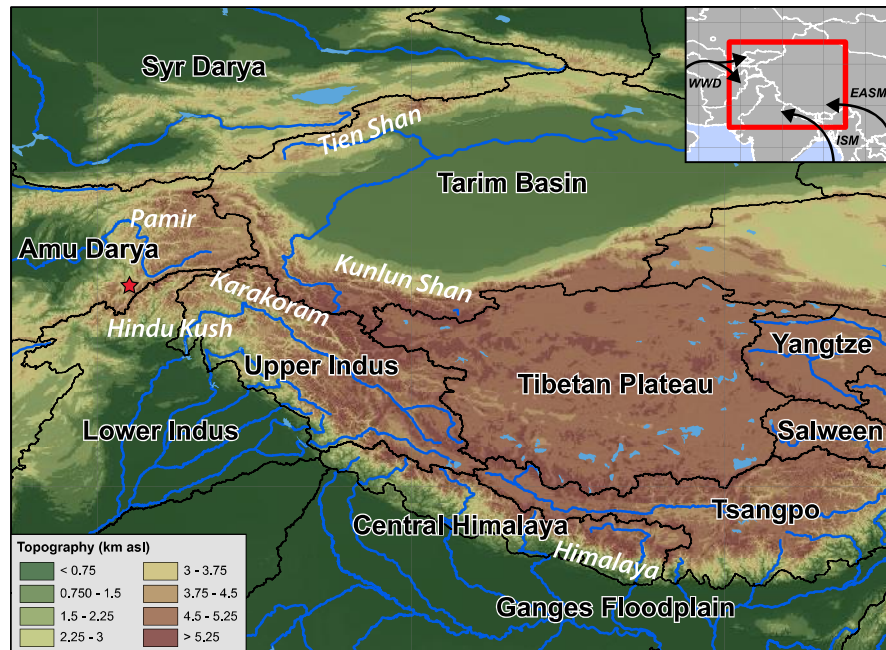 Syr Darya
WWD
EASM
ISM
Tien Shan
Tarim Basin
Pamir
Amu Darya
Kunlun Shan
Karakoram
Hindu Kush
Yangtze
Upper Indus
Tibetan Plateau
Lower Indus
Salween
Tsangpo
Central Himalaya
Himalaya
Ganges Floodplain
Topography (km asl)
< 0.75
3 - 3.75
0.750 - 1.5
3.75 - 4.5
1.5 - 2.25
4.5 - 5.25
2.25 - 3
> 5.25